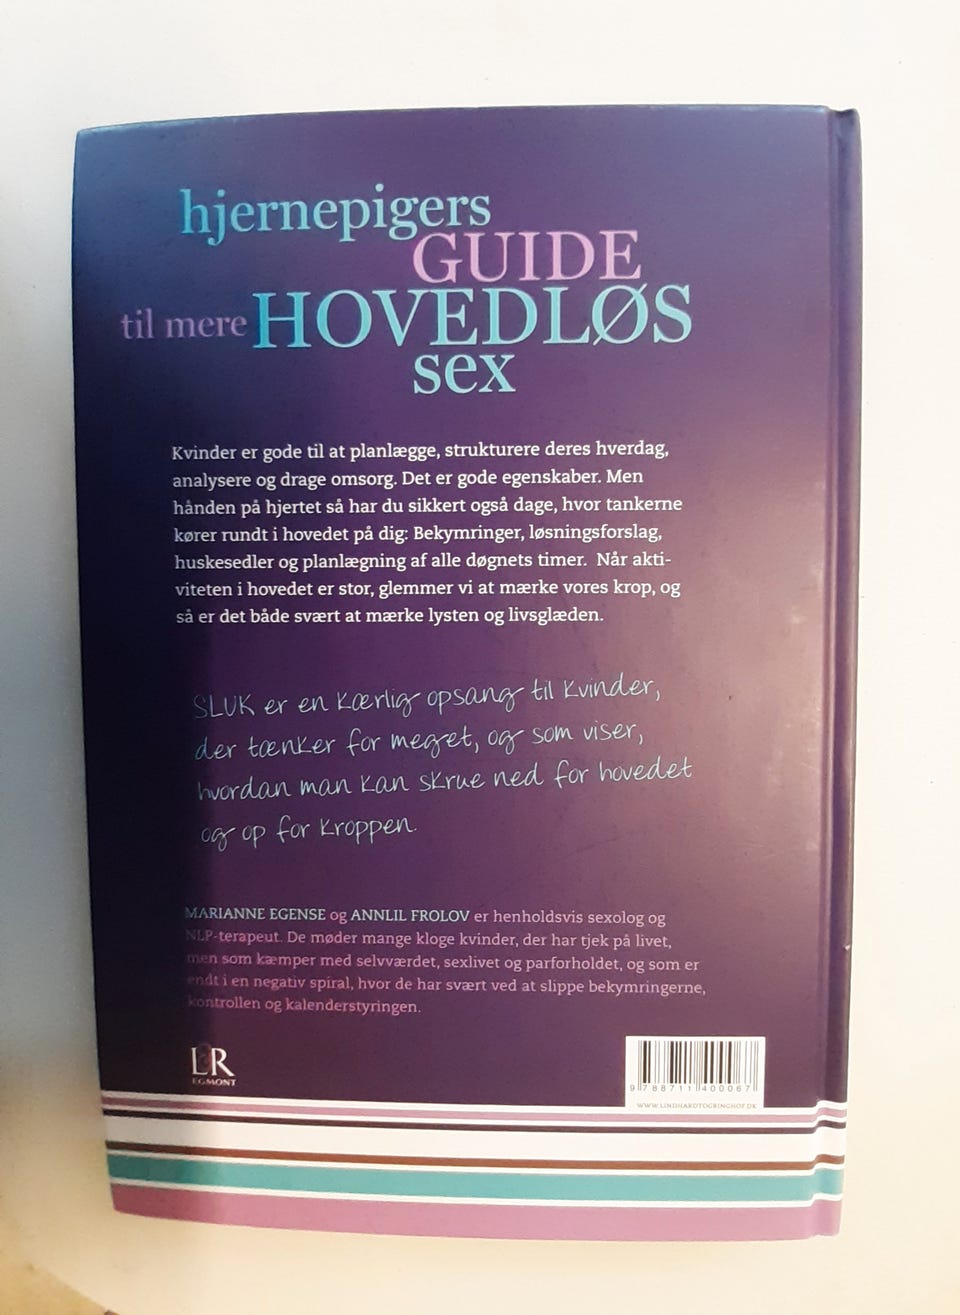 hjernepigers
GUIDE
til mere HOVEDLØS
sex
Kvinder er gode til at planlægge, strukturere deres hverdag,
analysere og drage omsorg. Det er gode egenskaber. Men
hånden på hjertet så har du sikkert også dage, hvor tankerne
kører rundt i hovedet på dig: Bekymringer, løsningsforslag,
huskesedler og planlægning af alle døgnets timer. Når akti-
viteten i hovedet er stor, glemmer vi at mærke vores krop, og
så er det både svært at mærke lysten og livsglæden.
SLUK er en kærlig opsang til kvinder,
der tænker for meget, og som viser,
hvordan man kan skrue ned for hovedet
og op for kroppen.
MARIANNE EGENSE og ANNLIL FROLOV er henholdsvis sexolog og
NLP-terapeut. De møder mange kloge kvinder, der har tjek på livet,
men som kæmper med selvværdet, sexlivet og parforholdet, og som er
endt i en negativ spiral, hvor de har svært ved at slippe bekymringerne,
kontrollen og kalenderstyringen.
L&R
EGMONT
9 788711 400067
WWW.LINDHARDTOGRINGHOF.DK